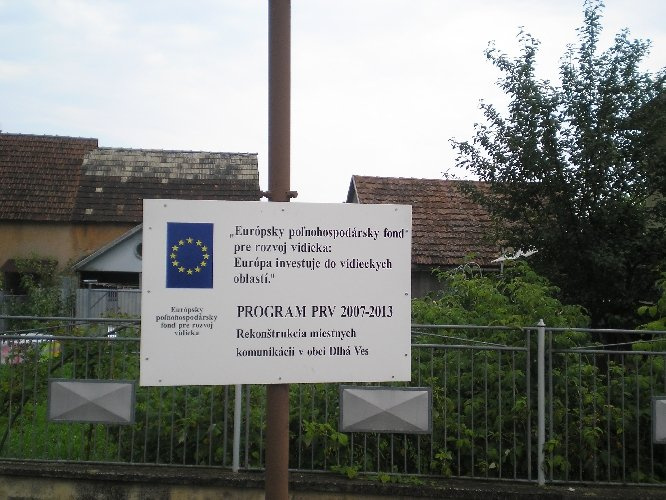 „Európsky poľnohospodársky fond"
pre rozvoj vidieka:
Európa investuje do vidieckych
oblastí."
Európsky
poľnohospodársky
fond pre rozvoj
vidieka
PROGRAM PRV 2007-2013
Rekonštrukcia miestnych
komunikácií v obci Dlhá Ves